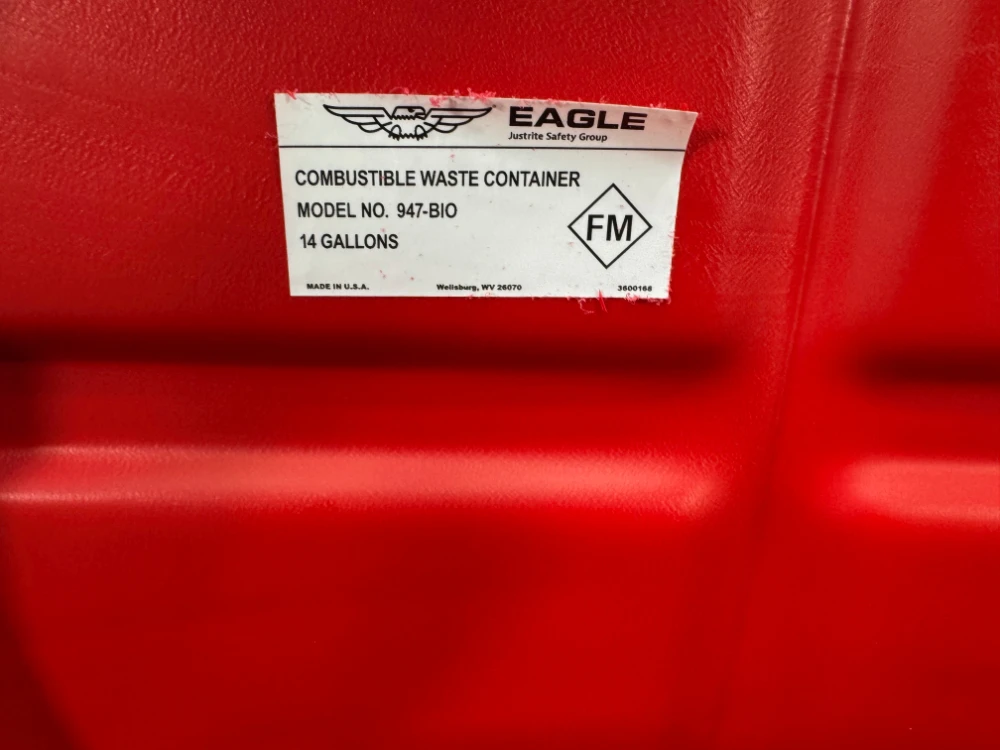 EAGLE
Justrite Safety Group
COMBUSTIBLE WASTE CONTAINER
MODEL NO. 947-BIO
14 GALLONS
FM
MADE IN U.S.A. Wellsburg, WV 26070 3600168